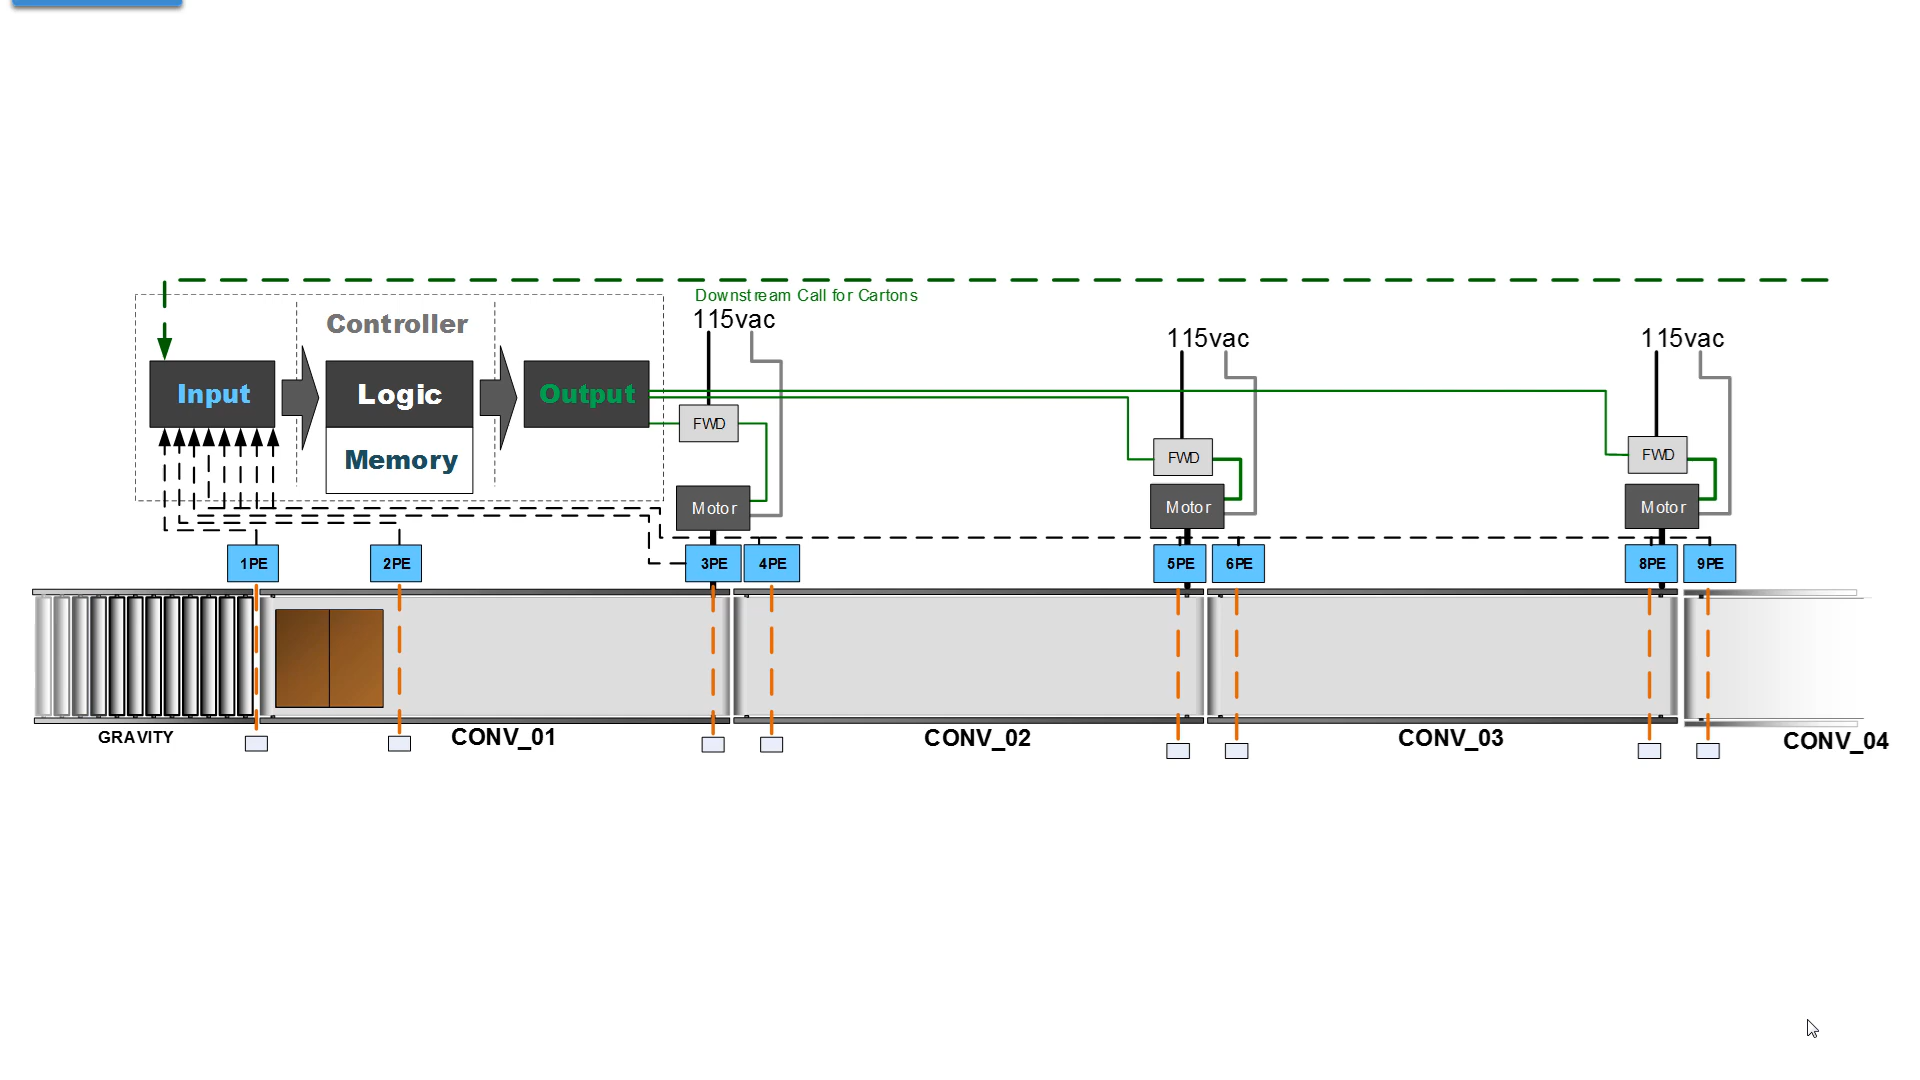 Downstream Call for Cartons
115vac
Controller
115vac
115vac
Input
Logic
Output
FWD
FWD
FWD
Memory
Motor
Motor
Motor
1PE
2PE
3PE
4PE
5PE
6PE
8PE
9PE
GRAVITY
CONV_01
CONV_02
CONV_03
CONV_04